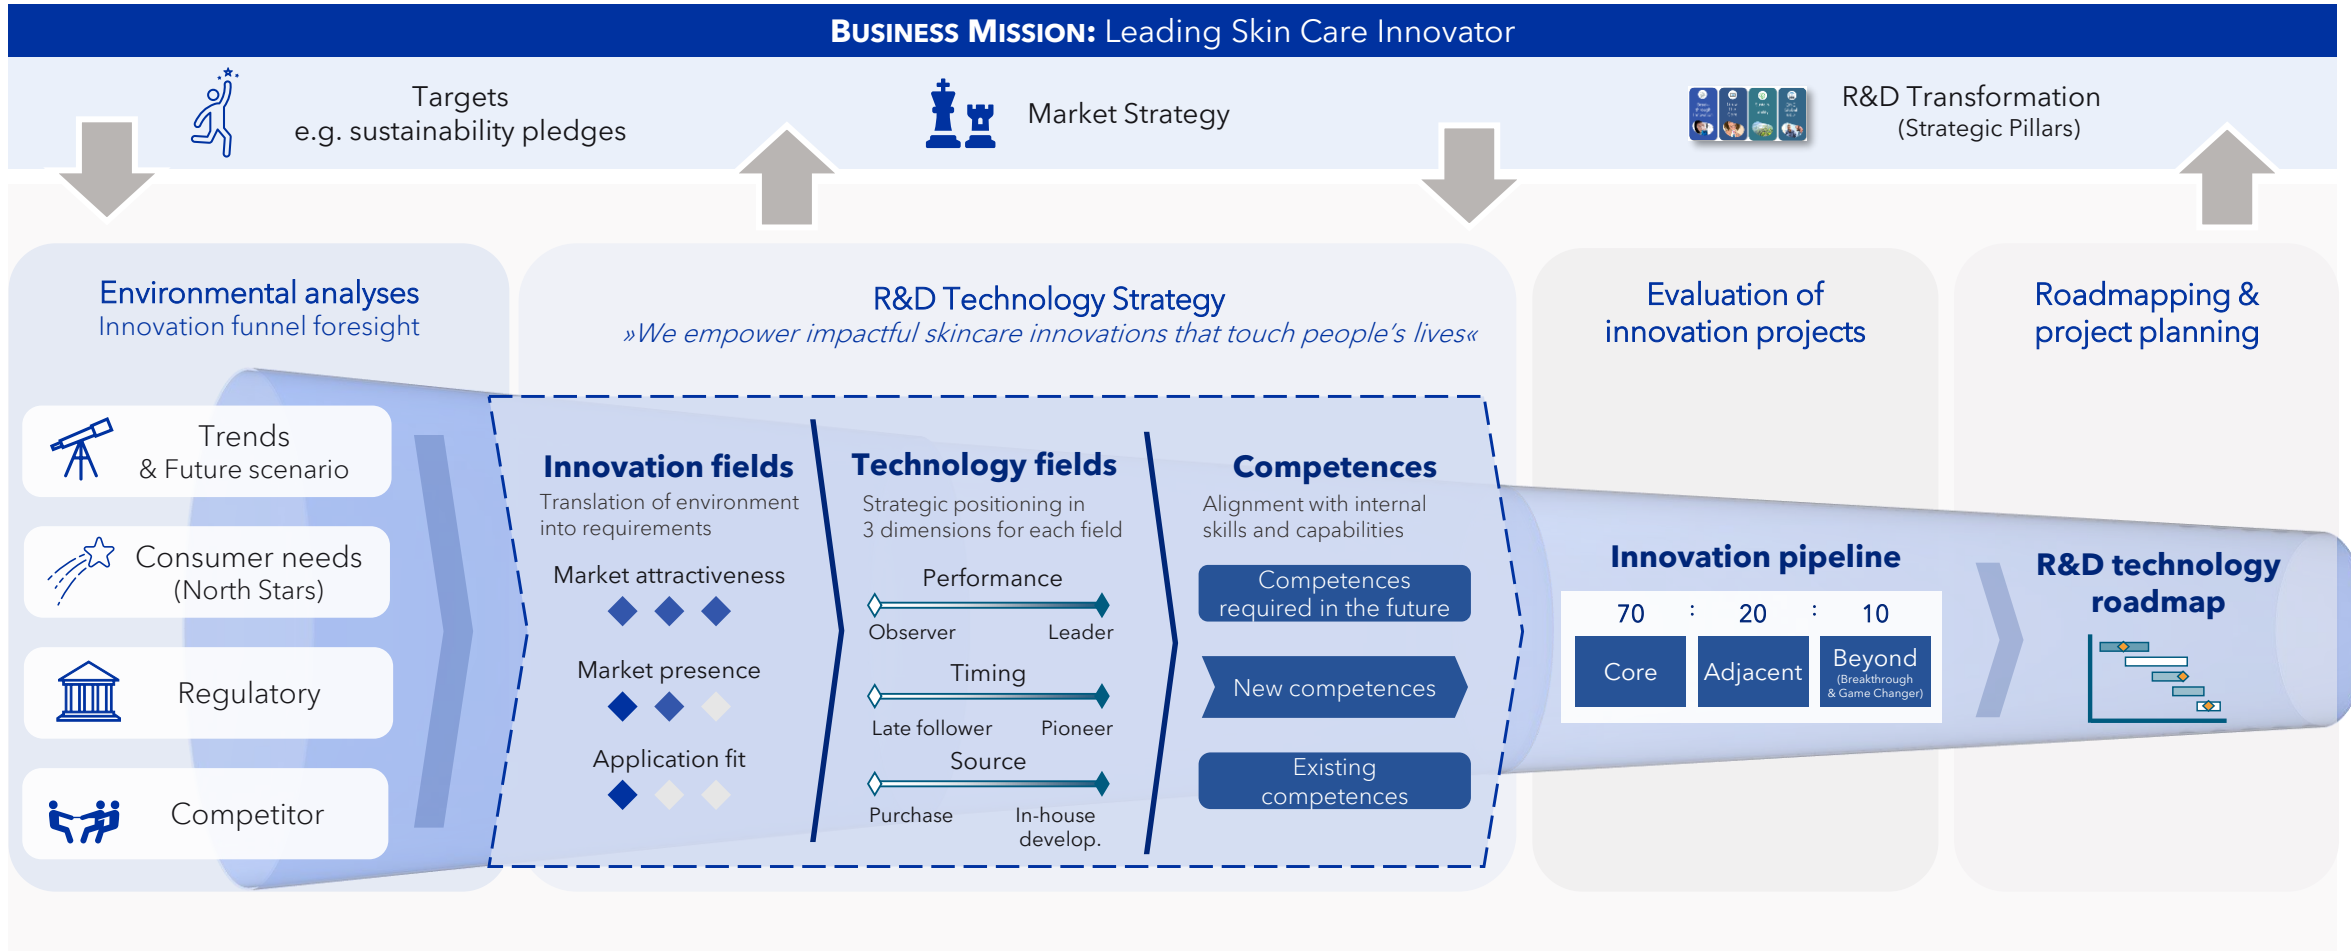 BUSINESS MISSION: Leading Skin Care Innovator
Targets
e.g. sustainability pledges
Market Strategy
R&D Transformation
(Strategic Pillars)
Environmental analyses
Innovation funnel foresight
Trends
& Future scenario
Consumer needs
(North Stars)
Regulatory
Competitor
R&D Technology Strategy
»We empower impactful skincare innovations that touch people’s lives«
Innovation fields
Translation of environment
into requirements
Market attractiveness
Market presence
Application fit
Technology fields
Strategic positioning in
3 dimensions for each field
Performance
Observer Leader
Timing
Late follower Pioneer
Source
Purchase In-house
develop.
Competences
Alignment with internal
skills and capabilities
Competences
required in the future
New competences
Existing
competences
Evaluation of
innovation projects
Innovation pipeline
70 : 20 : 10
Core
Adjacent
Beyond
(Breakthrough
& Game Changer)
Roadmapping &
project planning
R&D technology
roadmap